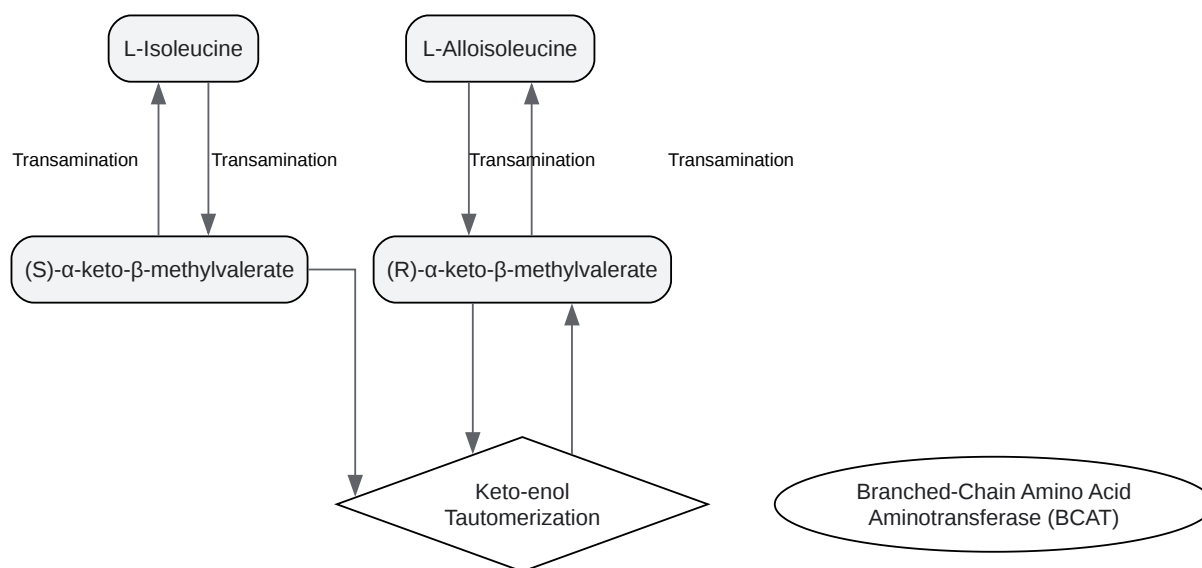 L-Isoleucine
L-Alloisoleucine
Transamination
Transamination
Transamination
Transamination
(S)-α-keto-β-methylvalerate
(R)-α-keto-β-methylvalerate
Keto-enol
Tautomerization
Branched-Chain Amino Acid
Aminotransferase (BCAT)